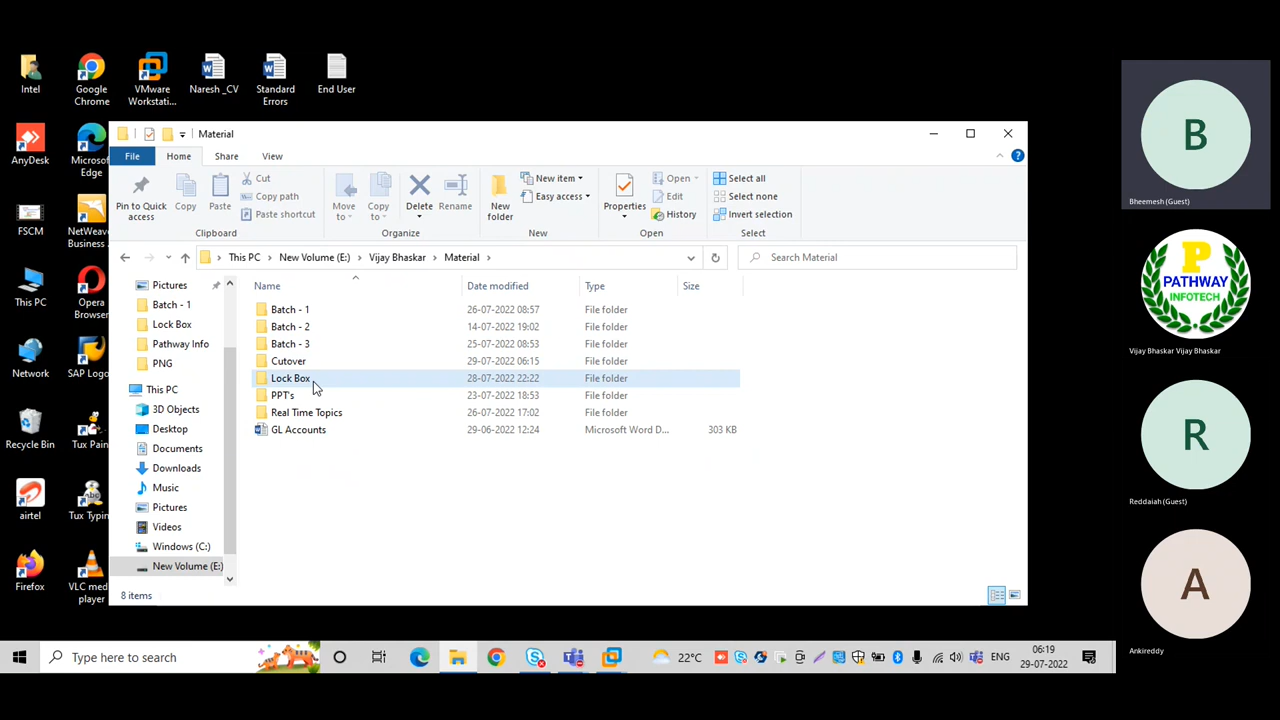 Intel
Google Chrome
VMware Workstati...
Naresh _CV
Standard Errors
End User
AnyDesk
Microsof Edge
FSCM
NetWeave Business
This PC
Opera Browser
Network
SAP Logo
Recycle Bin
Tux Pain
airtel
Tux Typin
Firefox
VLC med player
Material
File
Home
Share
View
Pin to Quick access
Copy
Paste
Cut
Copy path
Paste shortcut
Clipboard
Move to
Copy to
Delete
Rename
Organize
New folder
New item
Easy access
New
Properties
Open
Edit
History
Open
Select all
Select none
Invert selection
Select
This PC
New Volume (E:)
Vijay Bhaskar
Material
Search Material
Pictures
Batch - 1
Lock Box
Pathway Info
PNG
This PC
3D Objects
Desktop
Documents
Downloads
Music
Pictures
Videos
Windows (C:)
New Volume (E:)
Name Date modified Type Size
Batch - 1 26-07-2022 08:57 File folder
Batch - 2 14-07-2022 19:02 File folder
Batch - 3 25-07-2022 08:53 File folder
Cutover 29-07-2022 06:15 File folder
Lock Box 28-07-2022 22:22 File folder
PPT's 23-07-2022 18:53 File folder
Real Time Topics 26-07-2022 17:02 File folder
GL Accounts 29-06-2022 12:24 Microsoft Word D... 303 KB
8 items
Type here to search
22°C
ENG
06:19
29-07-2022
B
Bheemesh (Guest)
P
PATHWAY
INFOTECH
Vijay Bhaskar Vijay Bhaskar
R
Reddaiah (Guest)
A
Ankireddy